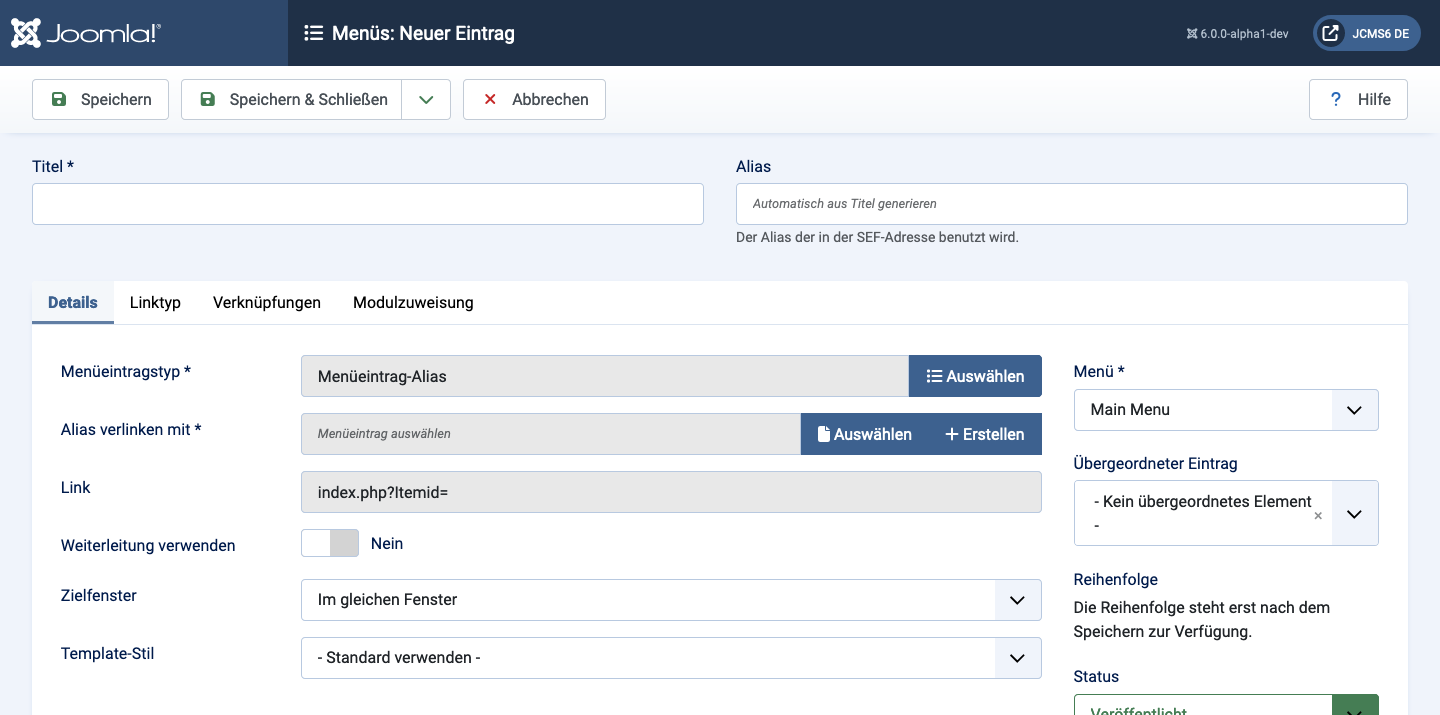 Joomla!®
Menüs: Neuer Eintrag
6.0.0-alpha1-dev
JCMS6 DE
Speichern
Speichern & Schließen
Abbrechen
? Hilfe
Titel *
Alias
Automatisch aus Titel generieren
Der Alias der in der SEF-Adresse benutzt wird.
Details
Linktyp
Verknüpfungen
Modulzuweisung
Menüeintragstyp *
Menüeintrag-Alias
Auswählen
Alias verlinken mit *
Menüeintrag auswählen
Auswählen
Erstellen
Link
index.php?Itemid=
Weiterleitung verwenden
Nein
Zielfenster
Im gleichen Fenster
Template-Stil
- Standard verwenden -
Menü *
Main Menu
Übergeordneter Eintrag
- Kein übergeordnetes Element
-
×
Reihenfolge
Die Reihenfolge steht erst nach dem
Speichern zur Verfügung.
Status
Veröffentlicht